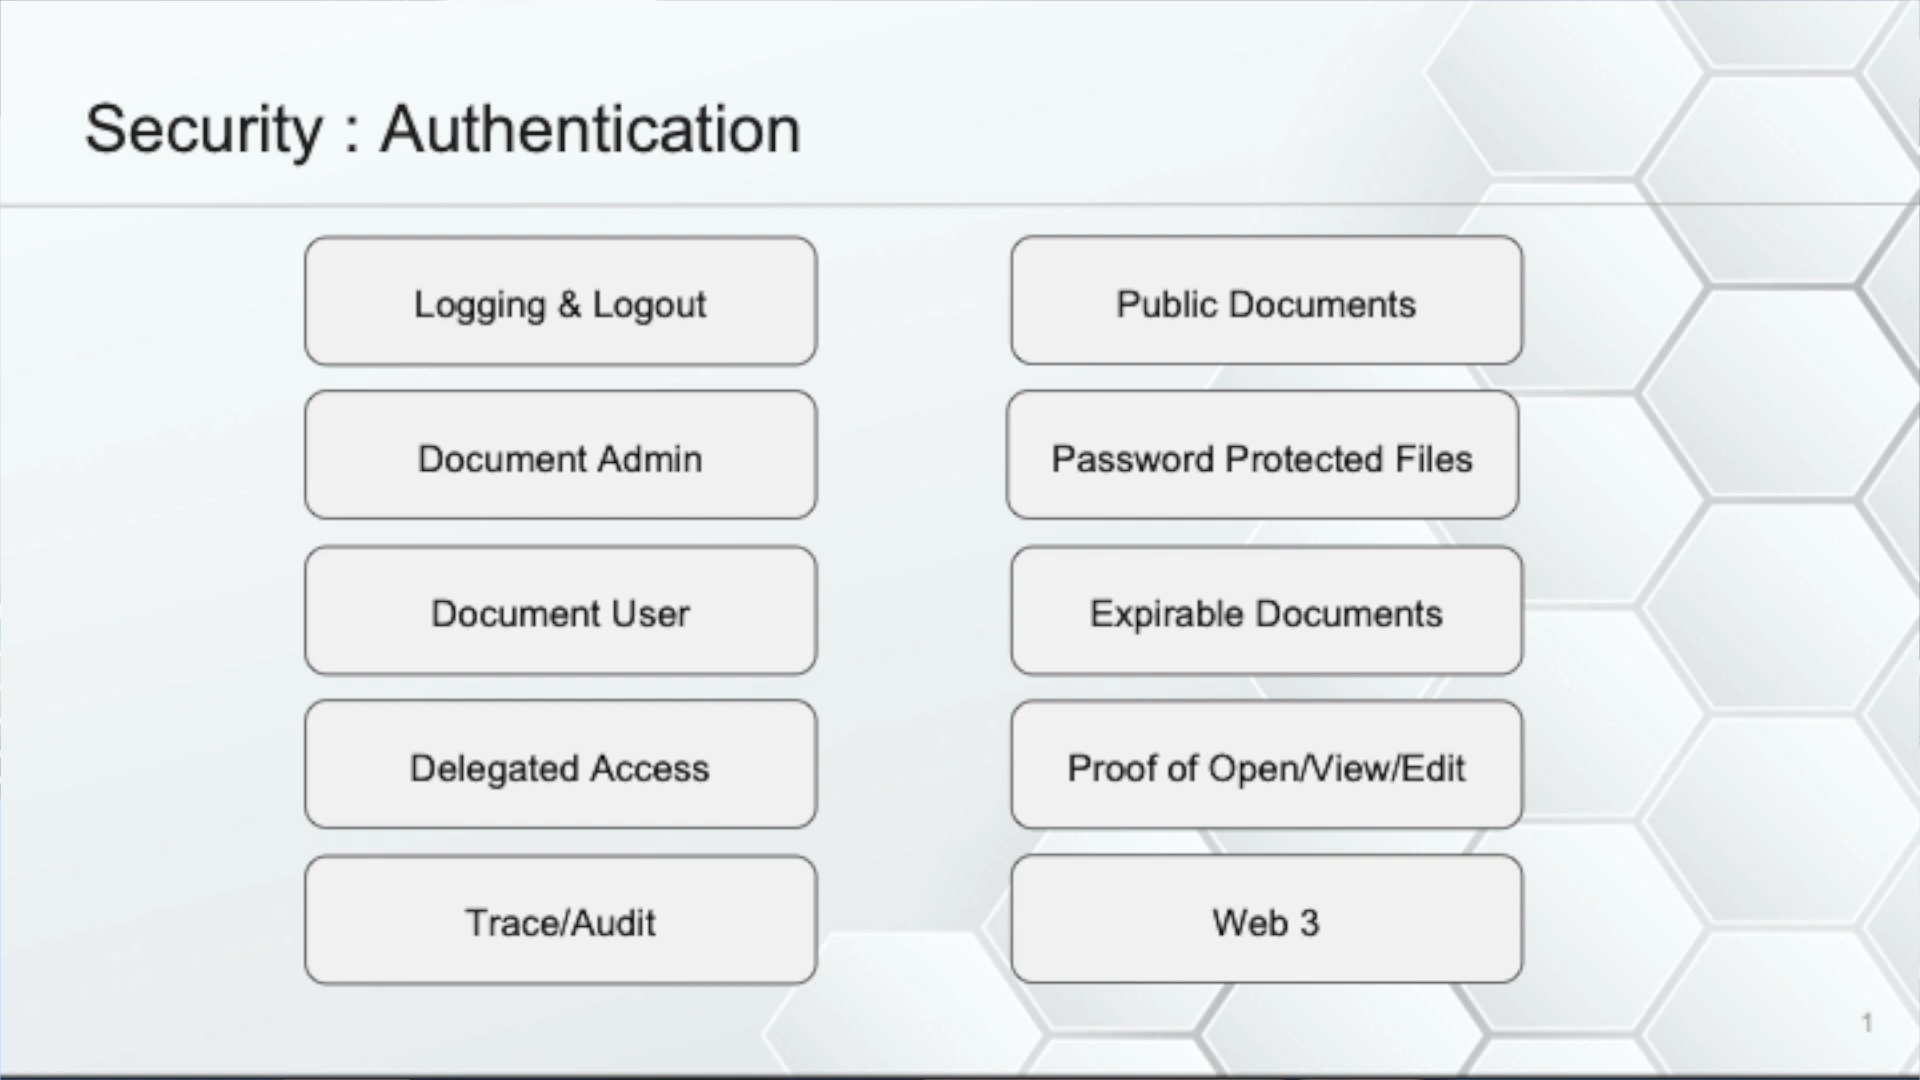 Security : Authentication
Logging & Logout
Document Admin
Document User
Delegated Access
Trace/Audit
Public Documents
Password Protected Files
Expirable Documents
Proof of Open/View/Edit
Web 3
1